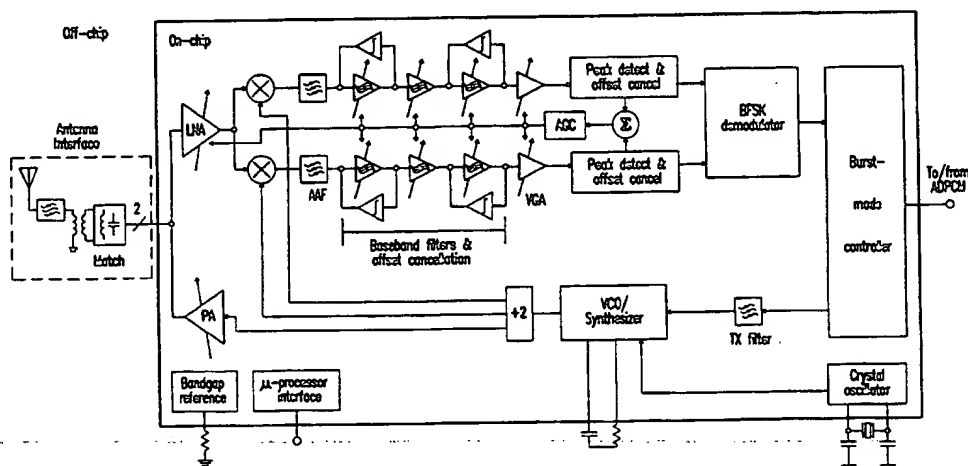 Off-chip
On-chip
Antenna
Interface
2
Match
LNA
PA
AAF
VGA
Baseband filters &
offset cancellation
Peak detect &
offset cancel
AGC
Σ
Peak detect &
offset cancel
BFSK
demodulator
Burst-
mode
controller
To/from
ADPCM
÷2
VCO/
Synthesizer
TX filter
Crystal
oscillator
Bandgap
reference
μ-processor
interface